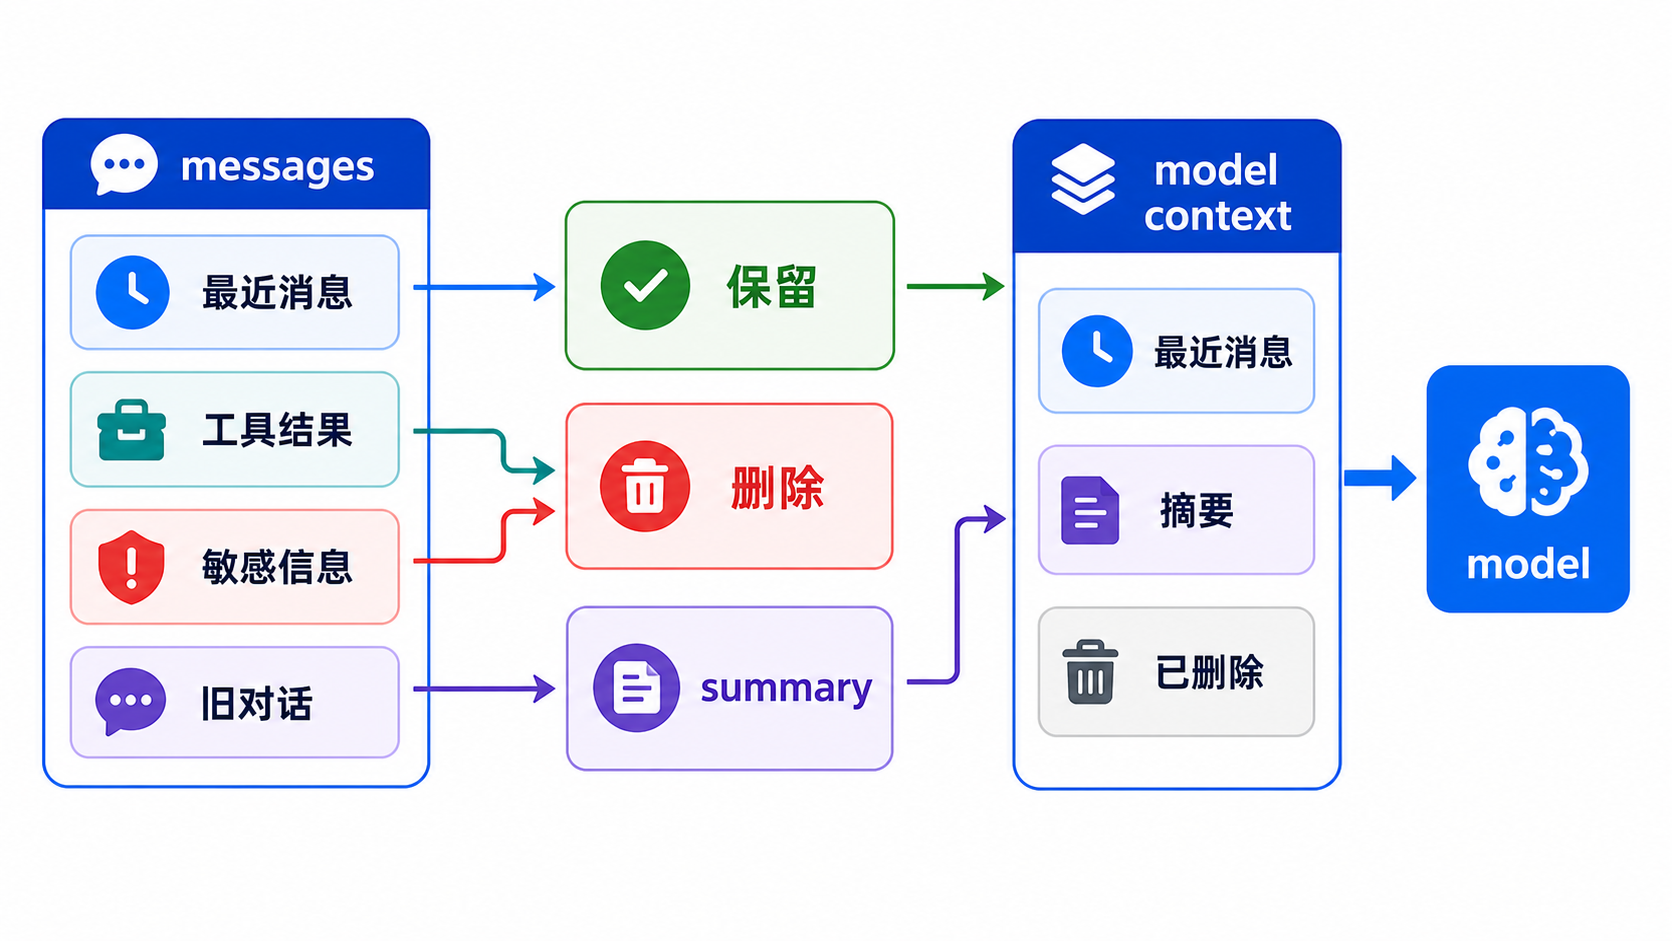 messages
最近消息
工具结果
敏感信息
旧对话
保留
删除
summary
model
context
最近消息
摘要
已删除
model